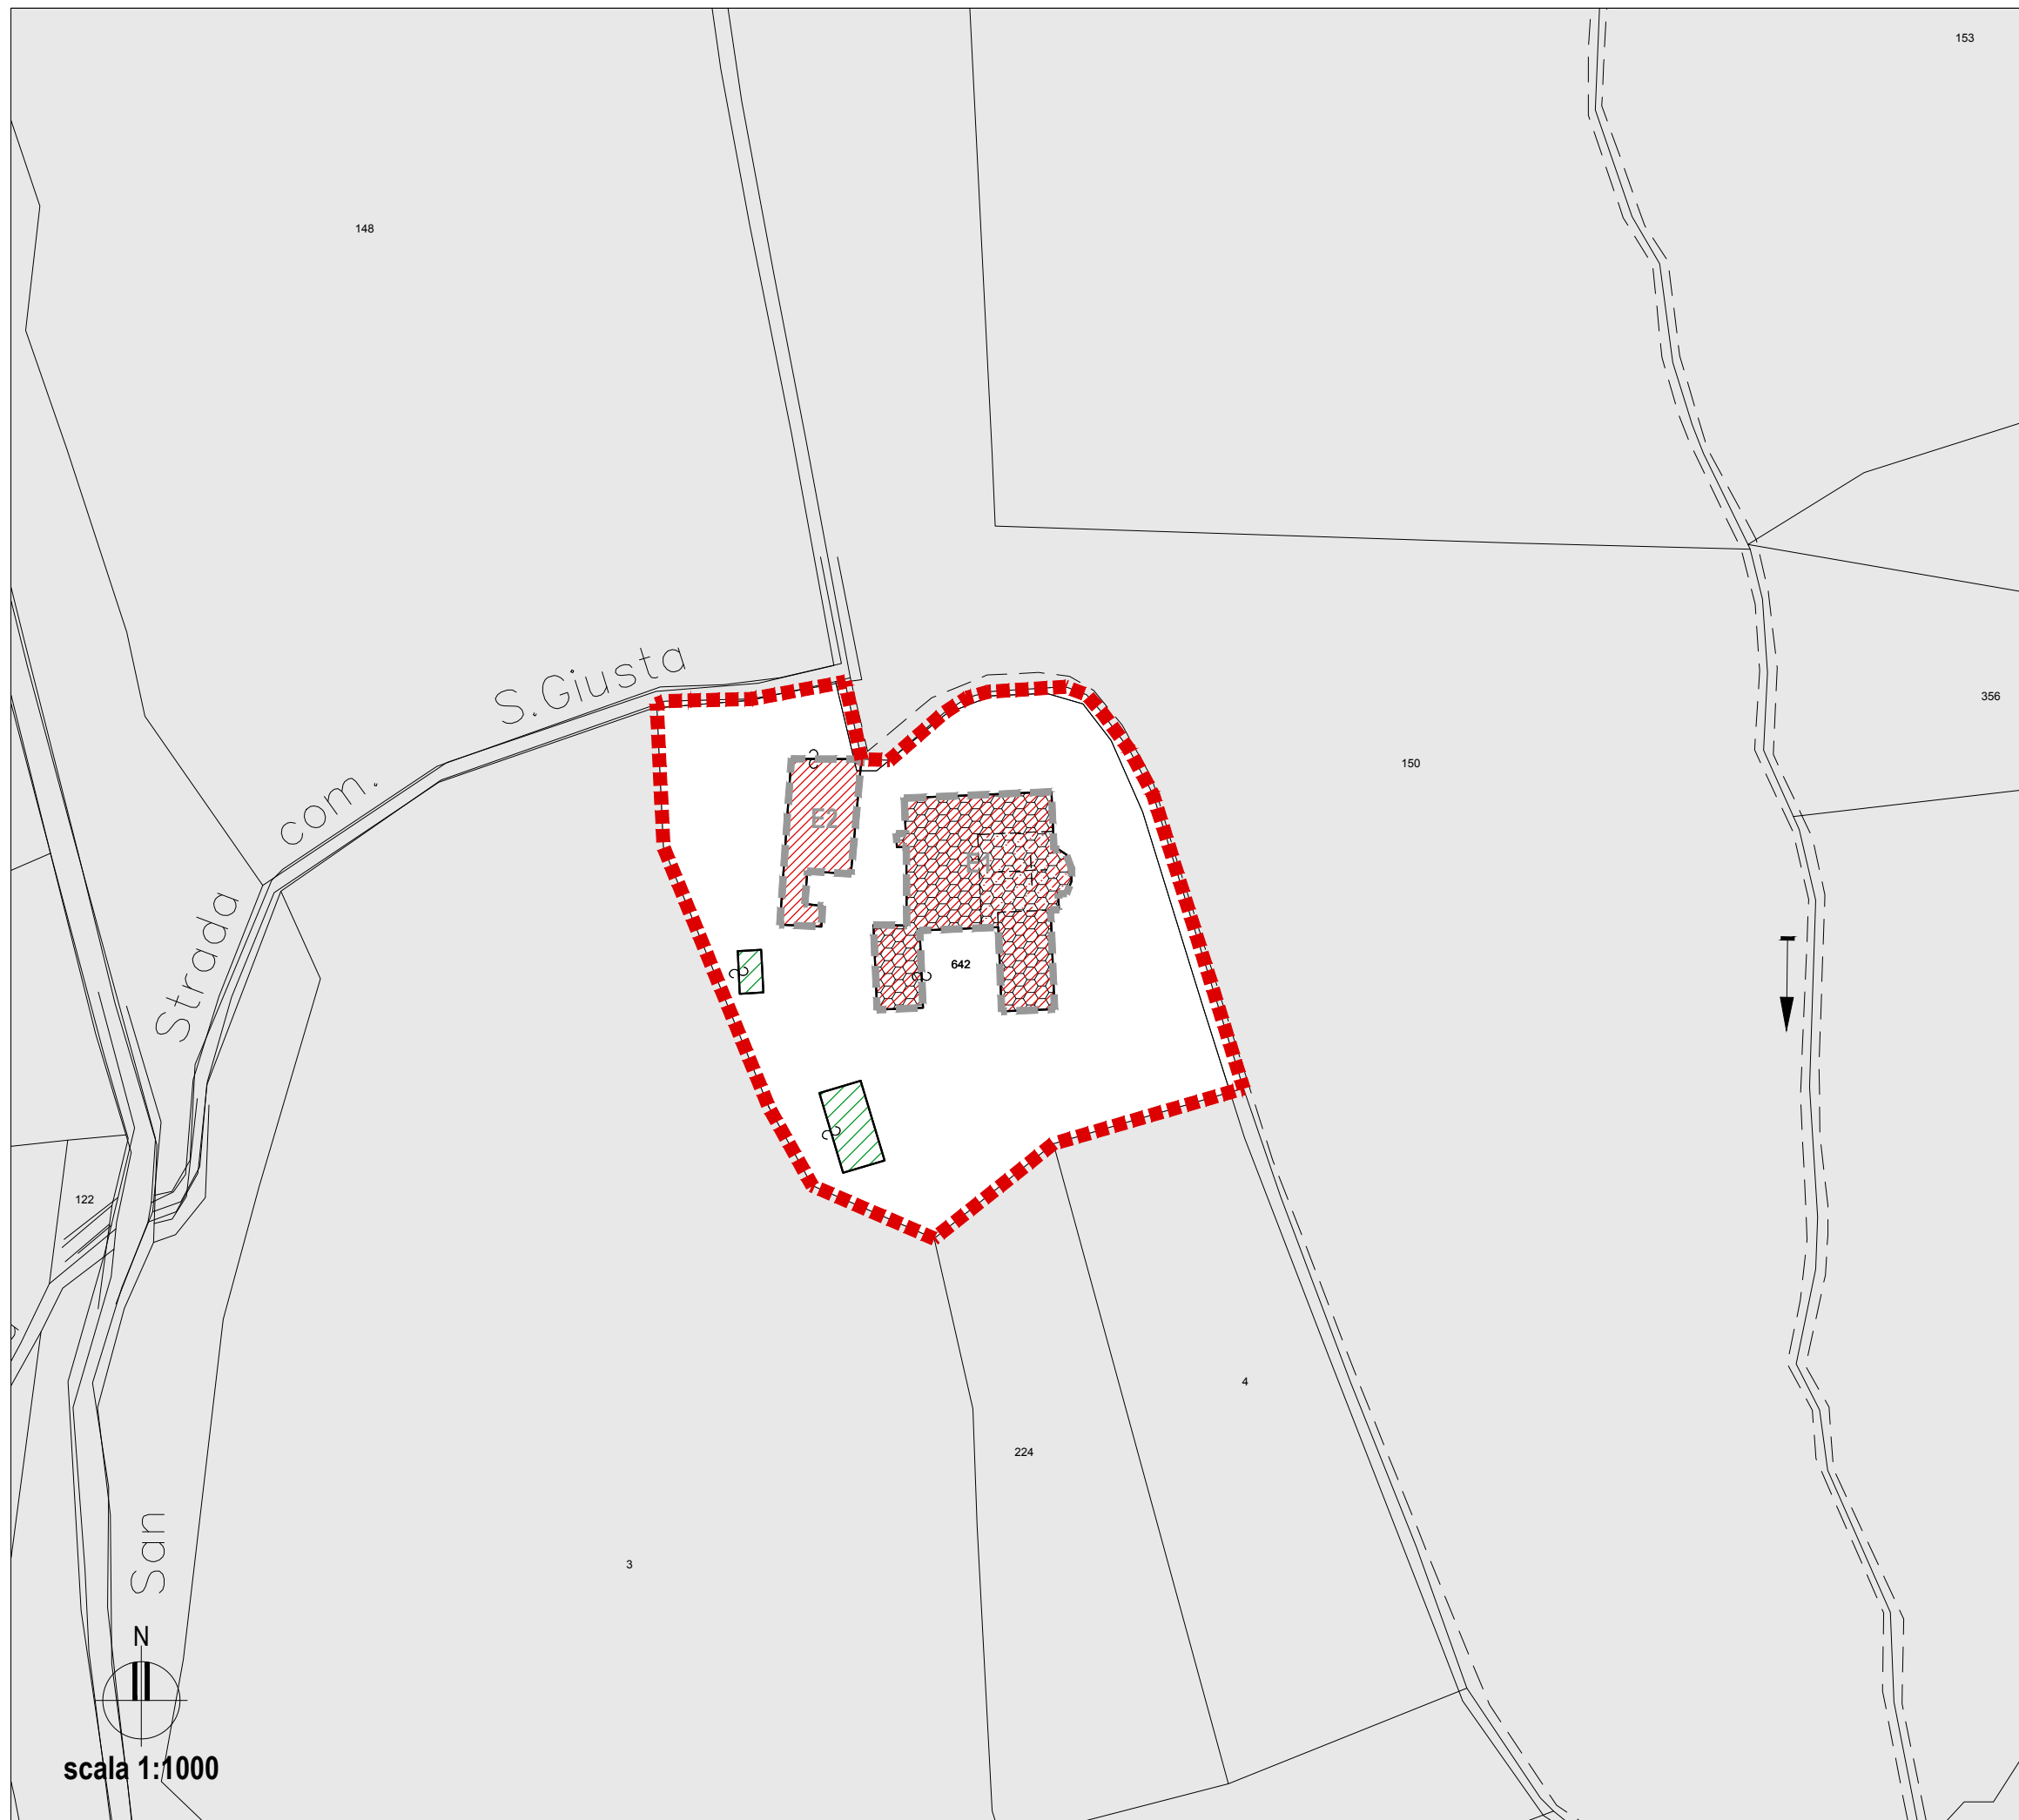 153
148
S.Giusta
356
150
com.
E2
E1
Strada
642
122
4
224
San
3
N
scala 1:1000